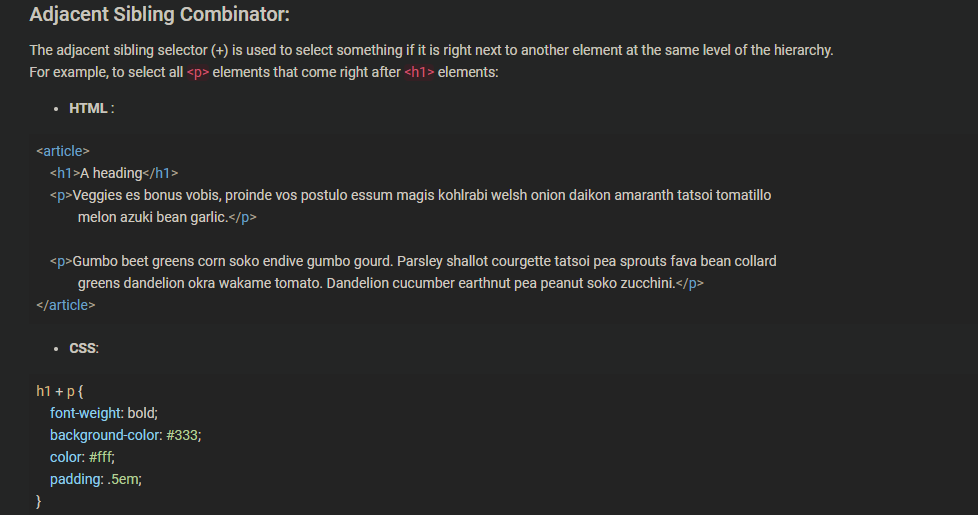 Adjacent Sibling Combinator:
The adjacent sibling selector (+) is used to select something if it is right next to another element at the same level of the hierarchy.
For example, to select all <p> elements that come right after <h1> elements:
• HTML :
<article>
<h1>A heading</h1>
<p>Veggies es bonus vobis, proinde vos postulo essum magis kohlrabi welsh onion daikon amaranth tatsoi tomatillo
melon azuki bean garlic.</p>
<p>Gumbo beet greens corn soko endive gumbo gourd. Parsley shallot courgette tatsoi pea sprouts fava bean collard
greens dandelion okra wakame tomato. Dandelion cucumber earthnut pea peanut soko zucchini.</p>
</article>
• CSS:
h1 + p {
font-weight: bold;
background-color: #333;
color: #fff;
padding: .5em;
}